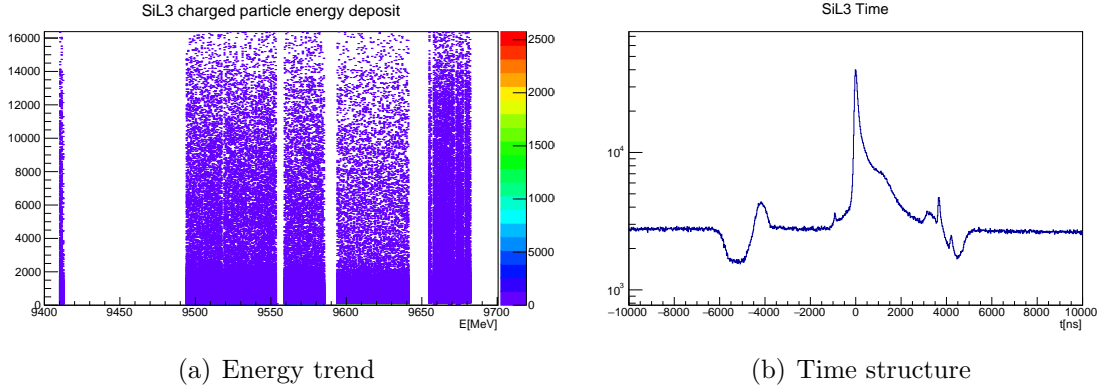 SiL3 charged particle energy deposit
16000
14000
12000
10000
8000
6000
4000
2000
0
9400 9450 9500 9550 9600 9650 9700
E[MeV]
2500
2000
1500
1000
5000
0
(a) Energy trend
SiL3 Time
10⁴
10³
−10000 −8000 −6000 −4000 −2000 0 2000 4000 6000 8000 10000
t[ns]
(b) Time structure